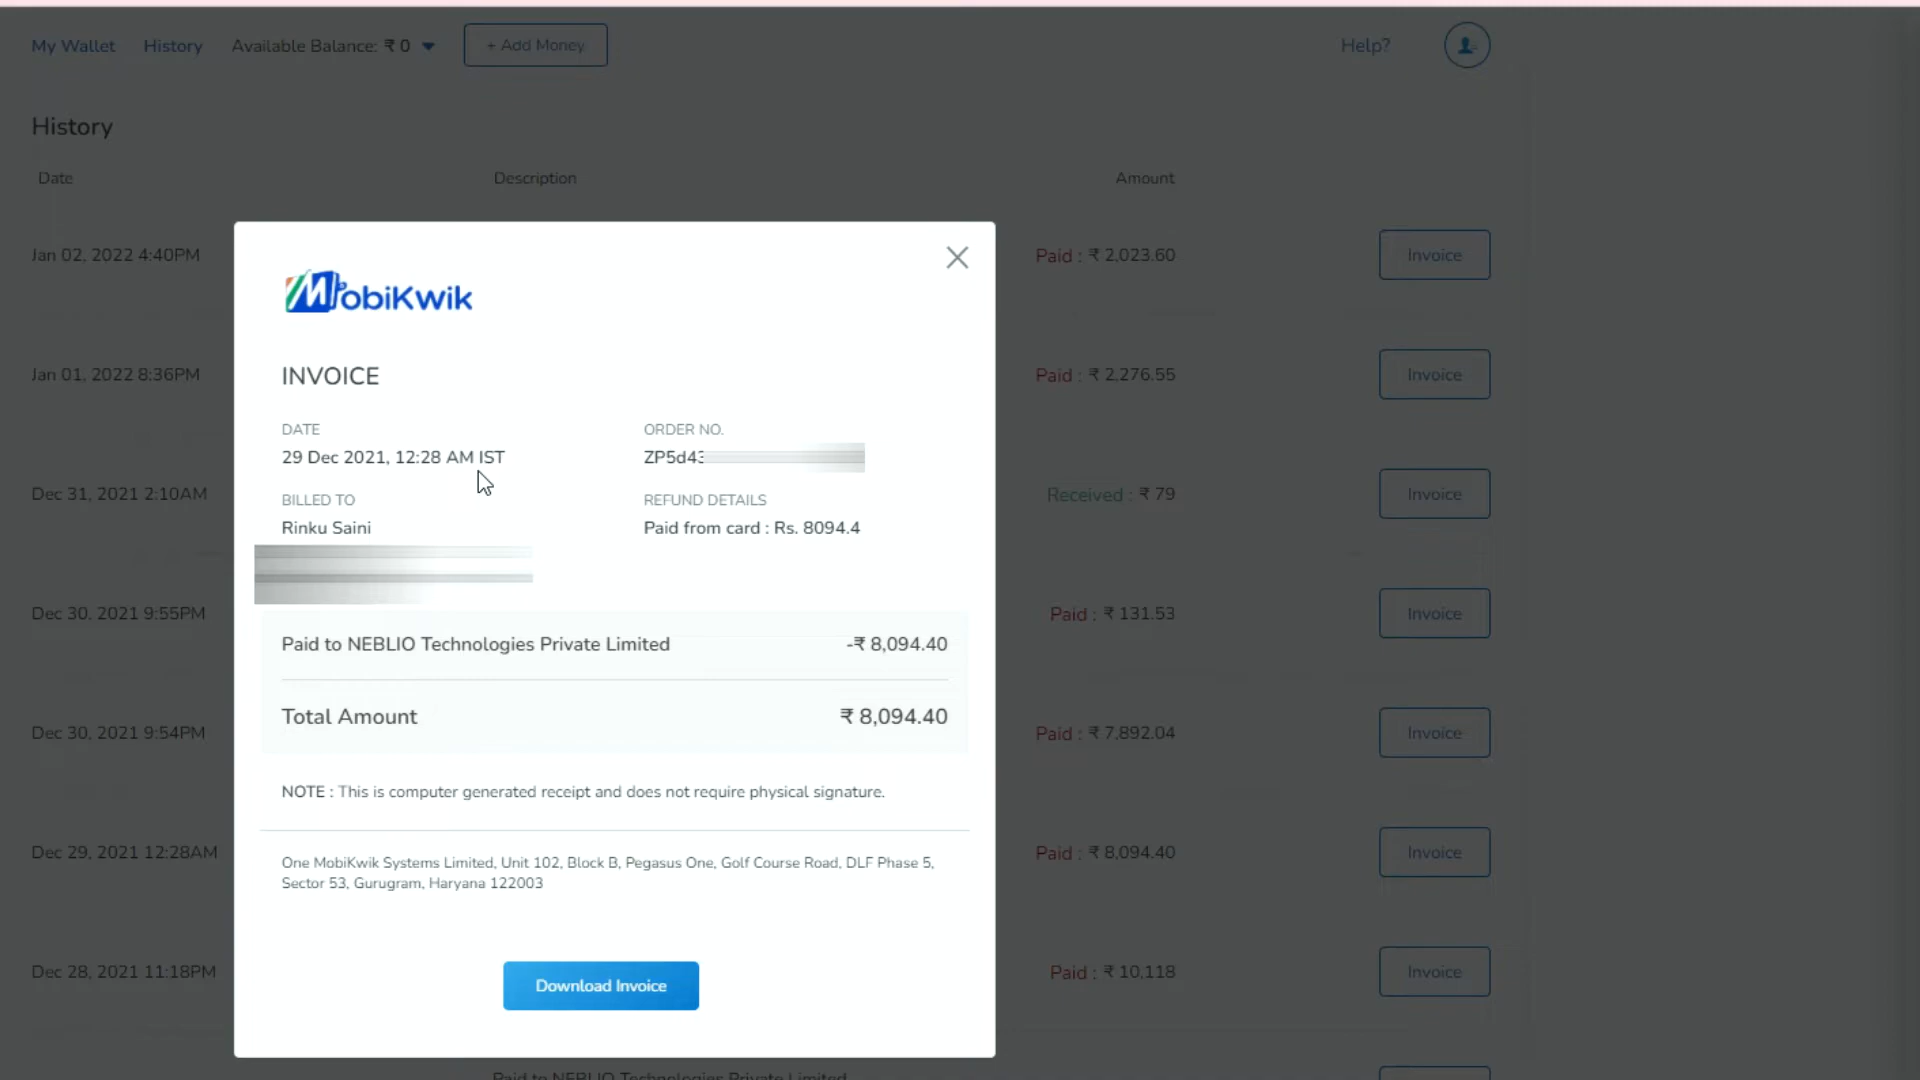 My Wallet History Available Balance: ₹ 0 + Add Money Help?
History
Date Description Amount
Jan 02, 2022 4:40PM Paid : ₹ 2,023.60 Invoice
Jan 01, 2022 8:36PM Paid : ₹ 2,276.55 Invoice
Dec 31, 2021 2:10AM Received : ₹ 79 Invoice
Dec 30, 2021 9:55PM Paid : ₹ 131.53 Invoice
Dec 30, 2021 9:54PM Paid : ₹ 7,892.04 Invoice
Dec 29, 2021 12:28AM Paid : ₹ 8,094.40 Invoice
Dec 28, 2021 11:18PM Paid : ₹ 10,118 Invoice
Paid to NEBLIO Technologies Private Limited
MobiKwik
INVOICE
DATE ORDER NO.
29 Dec 2021, 12:28 AM IST ZP5d43
BILLED TO REFUND DETAILS
Rinku Saini Paid from card : Rs. 8094.4
Paid to NEBLIO Technologies Private Limited -₹ 8,094.40
Total Amount ₹ 8,094.40
NOTE : This is computer generated receipt and does not require physical signature.
One MobiKwik Systems Limited, Unit 102, Block B, Pegasus One, Golf Course Road, DLF Phase 5,
Sector 53, Gurugram, Haryana 122003
Download Invoice